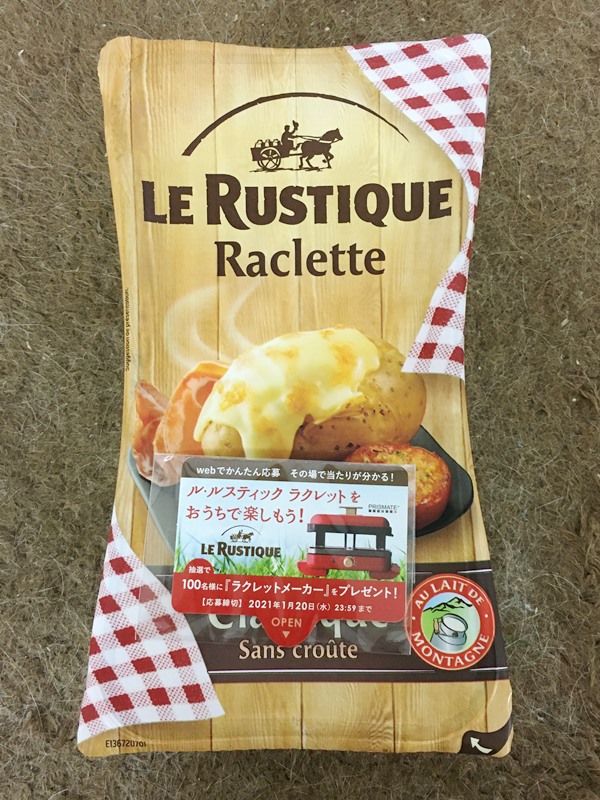 LE RUSTIQUE
Raclette
Suggestion de présentation.
webでかんたん応募 その場で当たりが分かる!
ル・ルスティック ラクレットを
おうちで楽しもう!
PRISMATE
LE RUSTIQUE
抽選で
100名様に『ラクレットメーカー』をプレゼント!
【応募締切】2021年1月20日(水) 23:59まで
OPEN
Sans croûte
AU LAIT DE
MONTAGNE